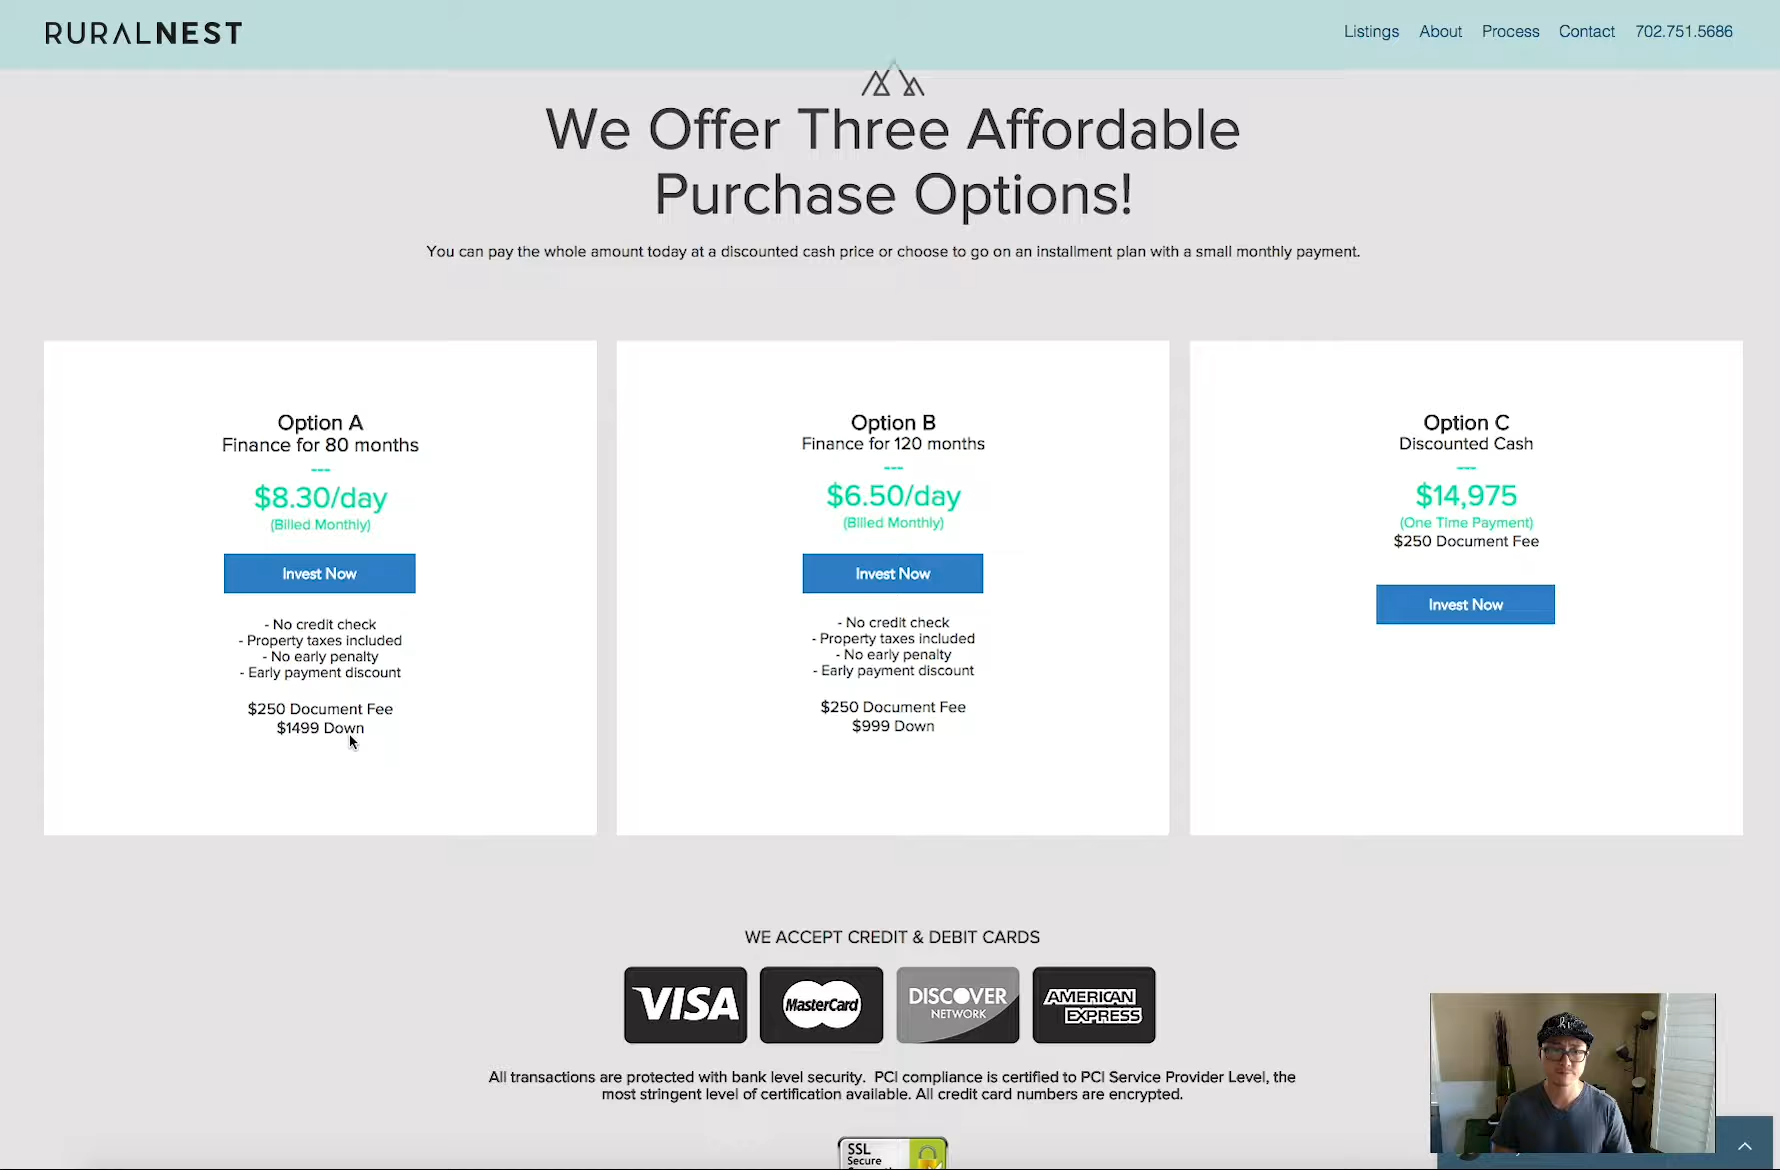 RURALNEST
Listings About Process Contact 702.751.5686
We Offer Three Affordable
Purchase Options!
You can pay the whole amount today at a discounted cash price or choose to go on an installment plan with a small monthly payment.
Option A
Finance for 80 months
---
$8.30/day
(Billed Monthly)
Invest Now
- No credit check
- Property taxes included
- No early penalty
- Early payment discount
$250 Document Fee
$1499 Down
Option B
Finance for 120 months
---
$6.50/day
(Billed Monthly)
Invest Now
- No credit check
- Property taxes included
- No early penalty
- Early payment discount
$250 Document Fee
$999 Down
Option C
Discounted Cash
---
$14,975
(One Time Payment)
$250 Document Fee
Invest Now
WE ACCEPT CREDIT & DEBIT CARDS
VISA
MasterCard
DISCOVER
NETWORK
AMERICAN
EXPRESS
All transactions are protected with bank level security. PCI compliance is certified to PCI Service Provider Level, the
most stringent level of certification available. All credit card numbers are encrypted.
SSL
Secure